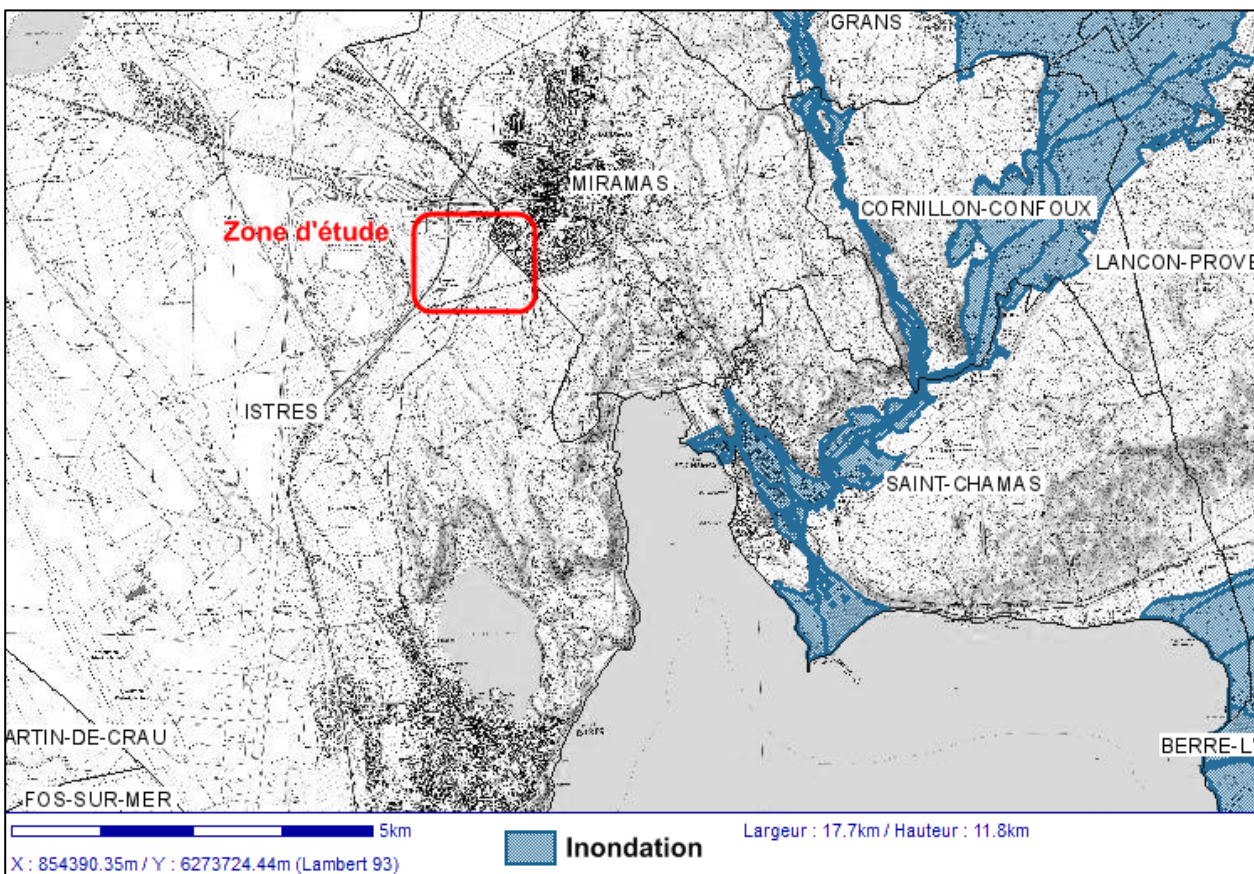 GRANS
MIRAMAS
CORNILLON-CONFOUX
Zone d'étude
LANCON-PROVE
ISTRES
SAINT-CHAMAS
ARTIN-DE-CRAU
BERRE-L'
FOS-SUR-MER
5km
Largeur : 17.7km / Hauteur : 11.8km
Inondation
X : 854390.35m / Y : 6273724.44m (Lambert 93)